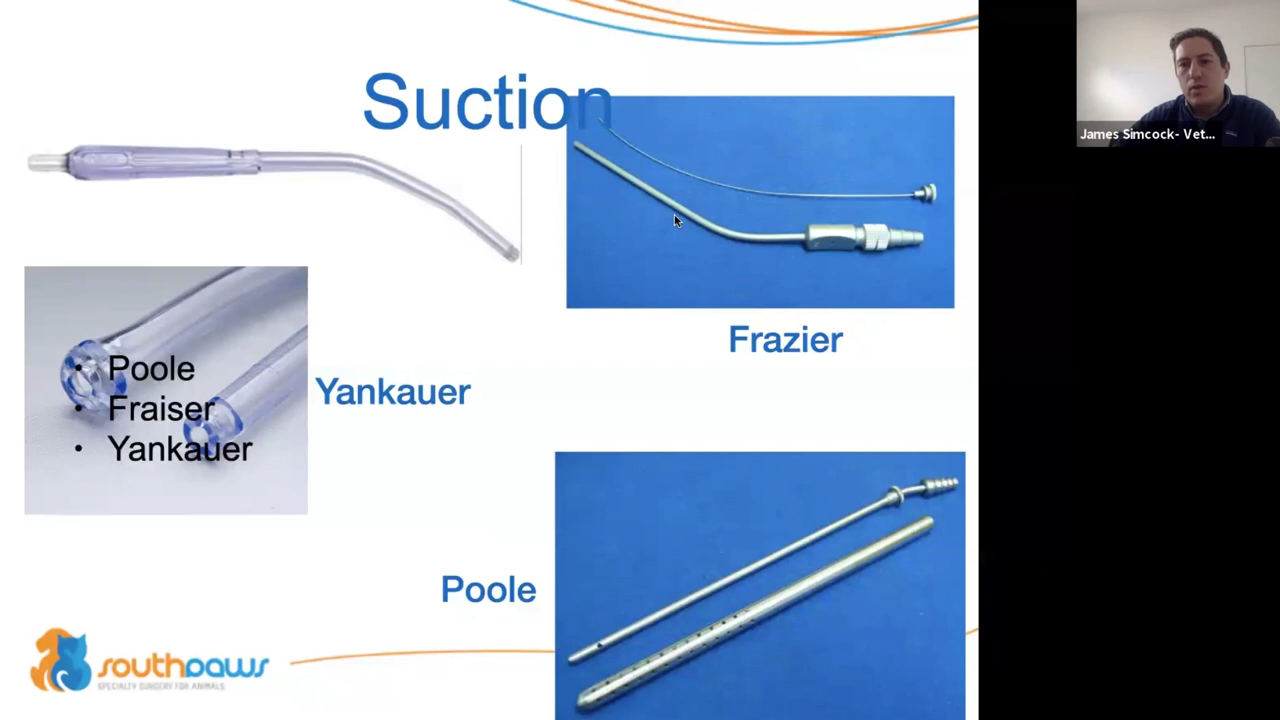 Suction
James Simcock- Vet...
Frazier
Yankauer
• Poole
• Fraiser
• Yankauer
Poole
southpaws
SPECIALTY SURGERY FOR ANIMALS